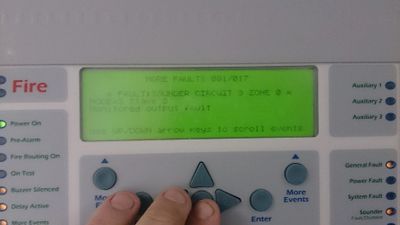 MORE FAULTS 001/017
FAULT:SOUNDER CIRCUIT 3 ZONE 0
Monitored output fault
Use UP/DOWN Arrow keys to scroll events
Fire
Power On
Pre-Alarm
Fire Routing On
On Test
Buzzer Silenced
Delay Active
More Events
Enter
More
Events
Auxiliary 1
Auxiliary 2
Auxiliary 3
General Fault
Power Fault
System Fault
Sounder